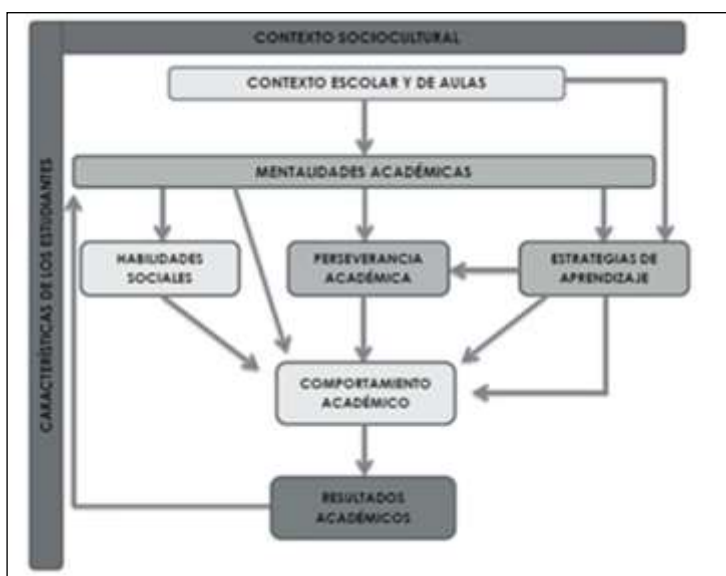 CONTEXTO SOCIOCULTURAL
CARACTERÍSTICAS DE LOS ESTUDIANTES
CONTEXTO ESCOLAR Y DE AULAS
MENTALIDADES ACADÉMICAS
HABILIDADES
SOCIALES
PERSEVERANCIA
ACADÉMICA
ESTRATEGIAS DE
APRENDIZAJE
COMPORTAMIENTO
ACADÉMICO
RESULTADOS
ACADÉMICOS